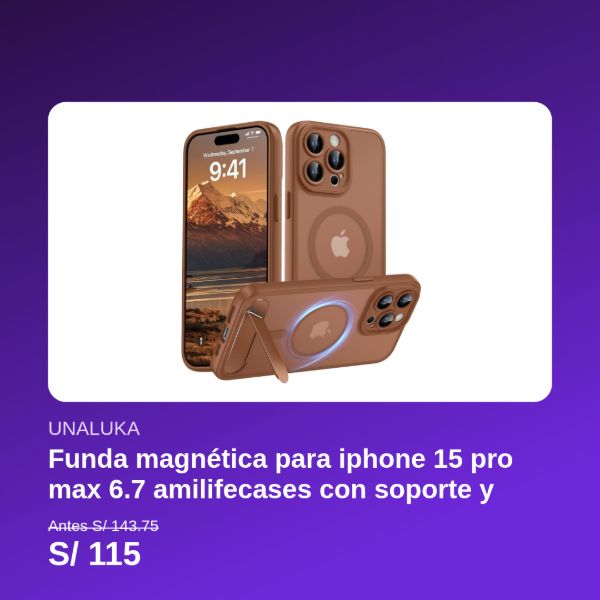 Wednesday, September 7
9:41
UNALUKA
Funda magnética para iphone 15 pro
max 6.7 amilifecases con soporte y
Antes S/ 143.75
S/ 115